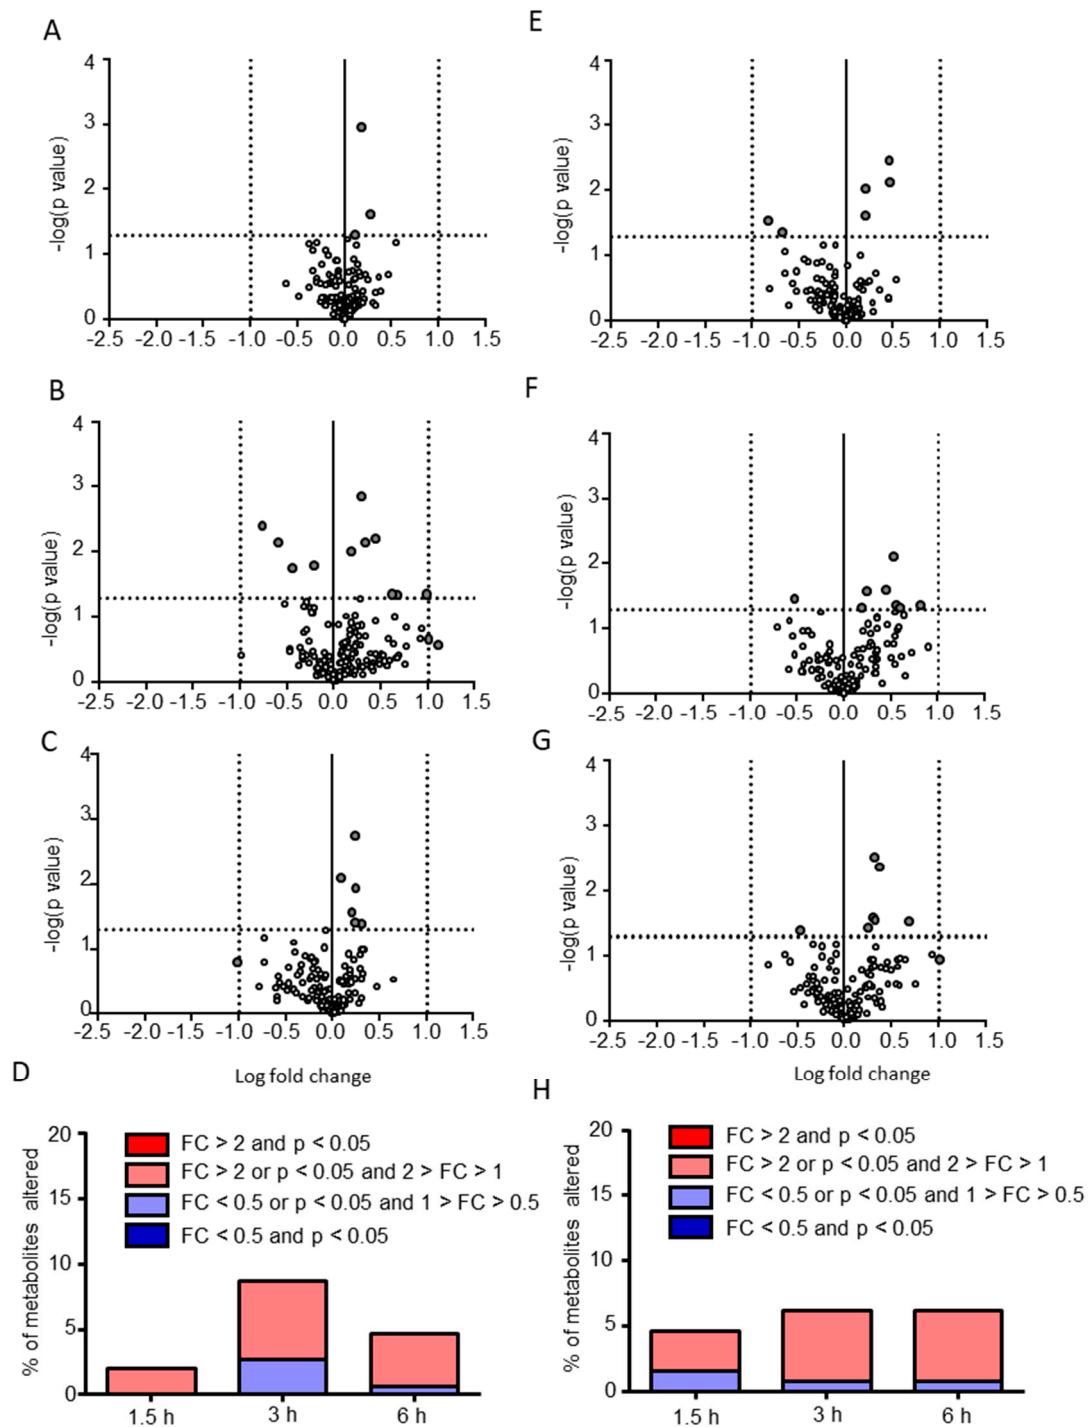 A
4
3
2
1
0
-log(p value)
-2.5 -2.0 -1.5 -1.0 -0.5 0.0 0.5 1.0 1.5
E
4
3
2
1
0
-log(p value)
-2.5 -2.0 -1.5 -1.0 -0.5 0.0 0.5 1.0 1.5
B
4
3
2
1
0
-log(p value)
-2.5 -2.0 -1.5 -1.0 -0.5 0.0 0.5 1.0 1.5
F
4
3
2
1
0
-log(p value)
-2.5 -2.0 -1.5 -1.0 -0.5 0.0 0.5 1.0 1.5
C
4
3
2
1
0
-log(p value)
-2.5 -2.0 -1.5 -1.0 -0.5 0.0 0.5 1.0 1.5
Log fold change
G
4
3
2
1
0
-log(p value)
-2.5 -2.0 -1.5 -1.0 -0.5 0.0 0.5 1.0 1.5
Log fold change
D
20
15
10
5
0
% of metabolites altered
FC > 2 and p < 0.05
FC > 2 or p < 0.05 and 2 > FC > 1
FC < 0.5 or p < 0.05 and 1 > FC > 0.5
FC < 0.5 and p < 0.05
1.5 h 3 h 6 h
H
20
15
10
5
0
% of metabolites altered
FC > 2 and p < 0.05
FC > 2 or p < 0.05 and 2 > FC > 1
FC < 0.5 or p < 0.05 and 1 > FC > 0.5
FC < 0.5 and p < 0.05
1.5 h 3 h 6 h